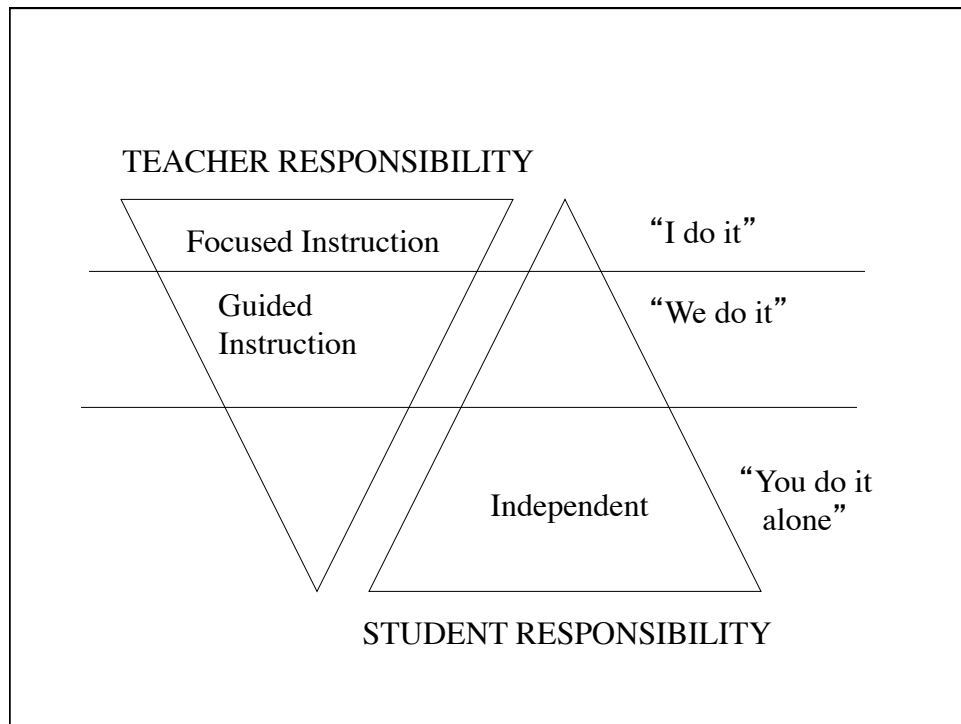 TEACHER RESPONSIBILITY
Focused Instruction
“I do it”
Guided
Instruction
“We do it”
Independent
“You do it
alone”
STUDENT RESPONSIBILITY